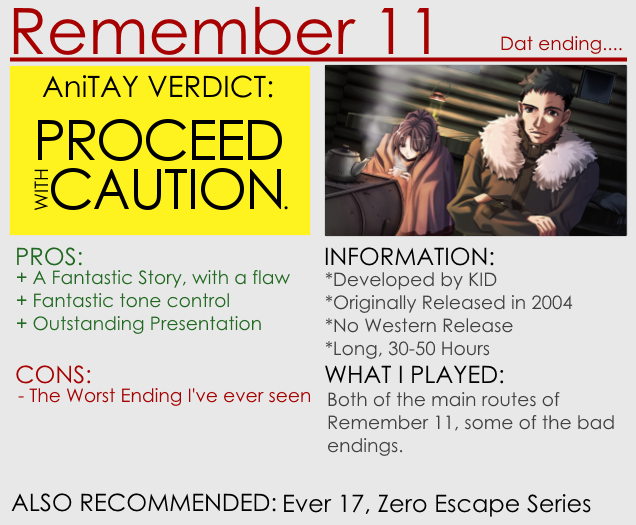 Remember 11
Dat ending....
AniTAY VERDICT:
PROCEED
WITH CAUTION.
PROS:
+ A Fantastic Story, with a flaw
+ Fantastic tone control
+ Outstanding Presentation
CONS:
- The Worst Ending I've ever seen
INFORMATION:
*Developed by KID
*Originally Released in 2004
*No Western Release
*Long, 30-50 Hours
WHAT I PLAYED:
Both of the main routes of
Remember 11, some of the bad
endings.
ALSO RECOMMENDED: Ever 17, Zero Escape Series